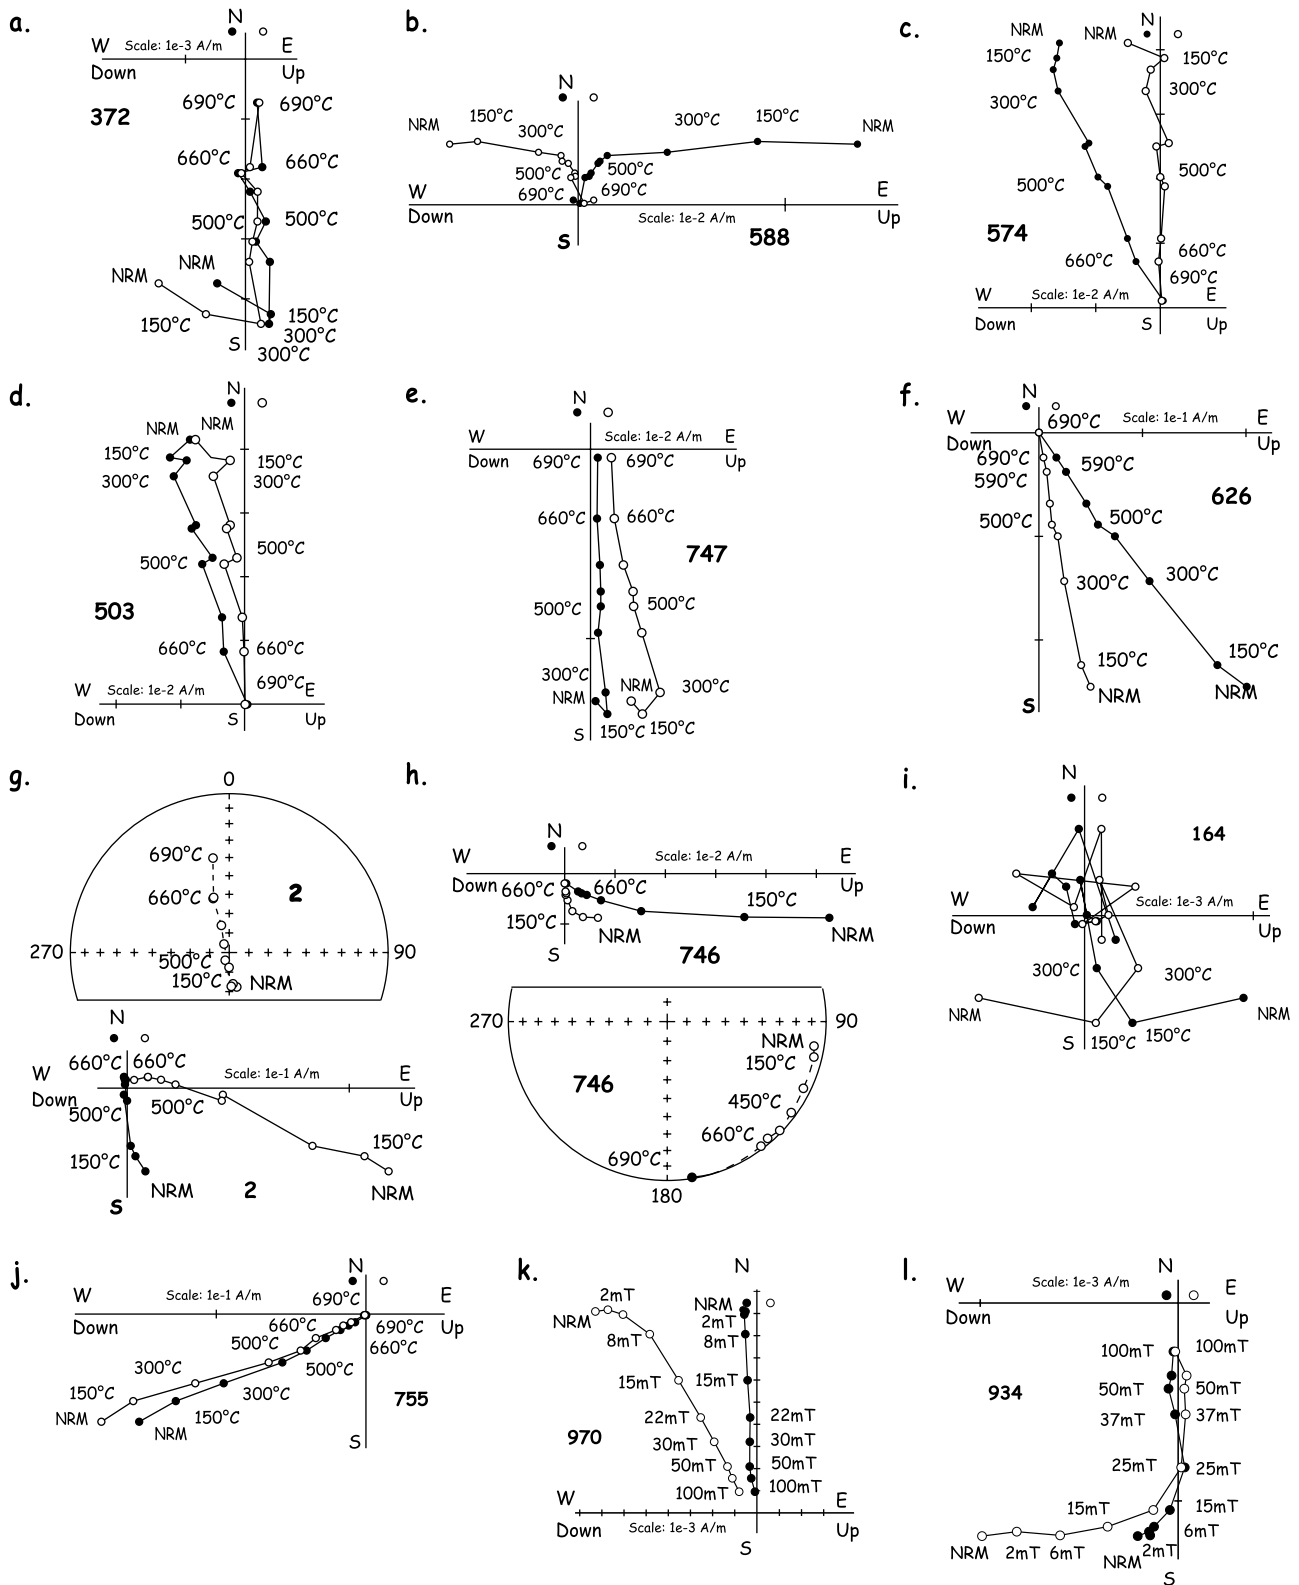 a.
N
W Scale: 1e-3 A/m E
Down Up
690°C 690°C
372
660°C 660°C
500°C 500°C
NRM NRM
150°C 150°C
300°C
S 300°C
b.
N
NRM 150°C 300°C 300°C 150°C NRM
500°C 500°C
W 690°C 690°C E
Down Scale: 1e-2 A/m Up
S 588
c.
NRM NRM N
150°C 150°C
300°C 300°C
500°C 500°C
574
660°C 660°C
690°C
W Scale: 1e-2 A/m E
Down S Up
d.
N
NRM NRM
150°C 150°C
300°C 300°C
500°C 500°C
503
660°C 660°C
690°C
W Scale: 1e-2 A/m E
Down S Up
e.
N
W Scale: 1e-2 A/m E
Down 690°C 690°C Up
660°C 660°C
747
500°C 500°C
300°C 300°C
NRM NRM
S 150°C 150°C
f.
N
W 690°C Scale: 1e-1 A/m E
Down Up
690°C 590°C
590°C
626
500°C 500°C
300°C 300°C
150°C 150°C
S NRM NRM
g.
0
690°C
660°C 2
270 90
500°C
150°C NRM
N
660°C 660°C
W Scale: 1e-1 A/m E
Down Up
500°C 500°C
150°C 150°C
NRM NRM
S 2
h.
N
W Scale: 1e-2 A/m E
Down 660°C 660°C Up
150°C 150°C
NRM NRM
S 746
270 90
NRM
150°C
746
450°C
660°C
690°C
180
i.
N
164
W Scale: 1e-3 A/m E
Down Up
300°C 300°C
NRM NRM
S 150°C 150°C
j.
N
W Scale: 1e-1 A/m 690°C E
Down 660°C 690°C Up
500°C 660°C
300°C 500°C
150°C 300°C 755
NRM 150°C
NRM
S
k.
N
2mT NRM
NRM 2mT
8mT 8mT
15mT 15mT
22mT 22mT
970 30mT 30mT
50mT 50mT
100mT 100mT
W E
Down Scale: 1e-3 A/m Up
S
l.
N
W Scale: 1e-3 A/m E
Down Up
100mT 100mT
934 50mT 50mT
37mT 37mT
25mT 25mT
15mT 15mT
6mT
NRM 2mT 6mT NRM 2mT
S